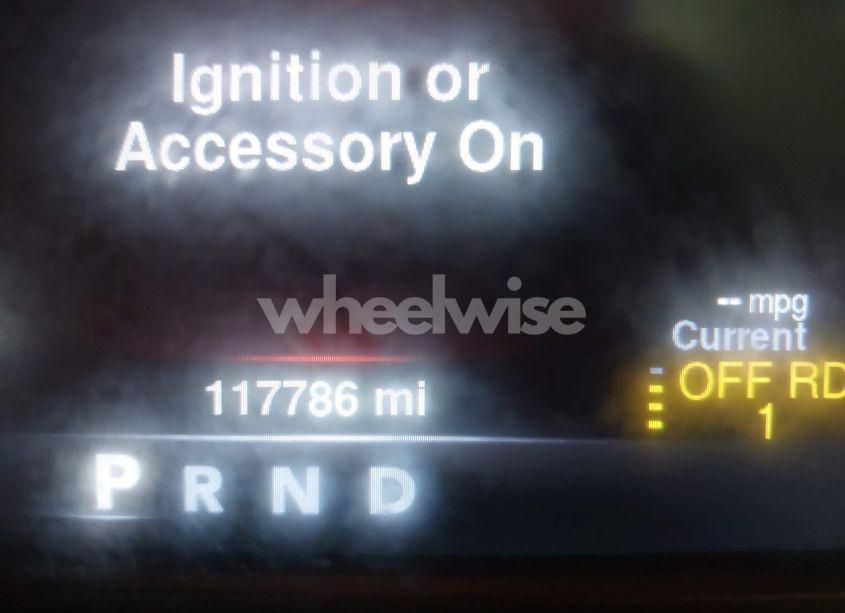 Ignition or
Accessory On
wheelwise
-- mpg
Current
OFF RD
1
117786 mi
P R N D